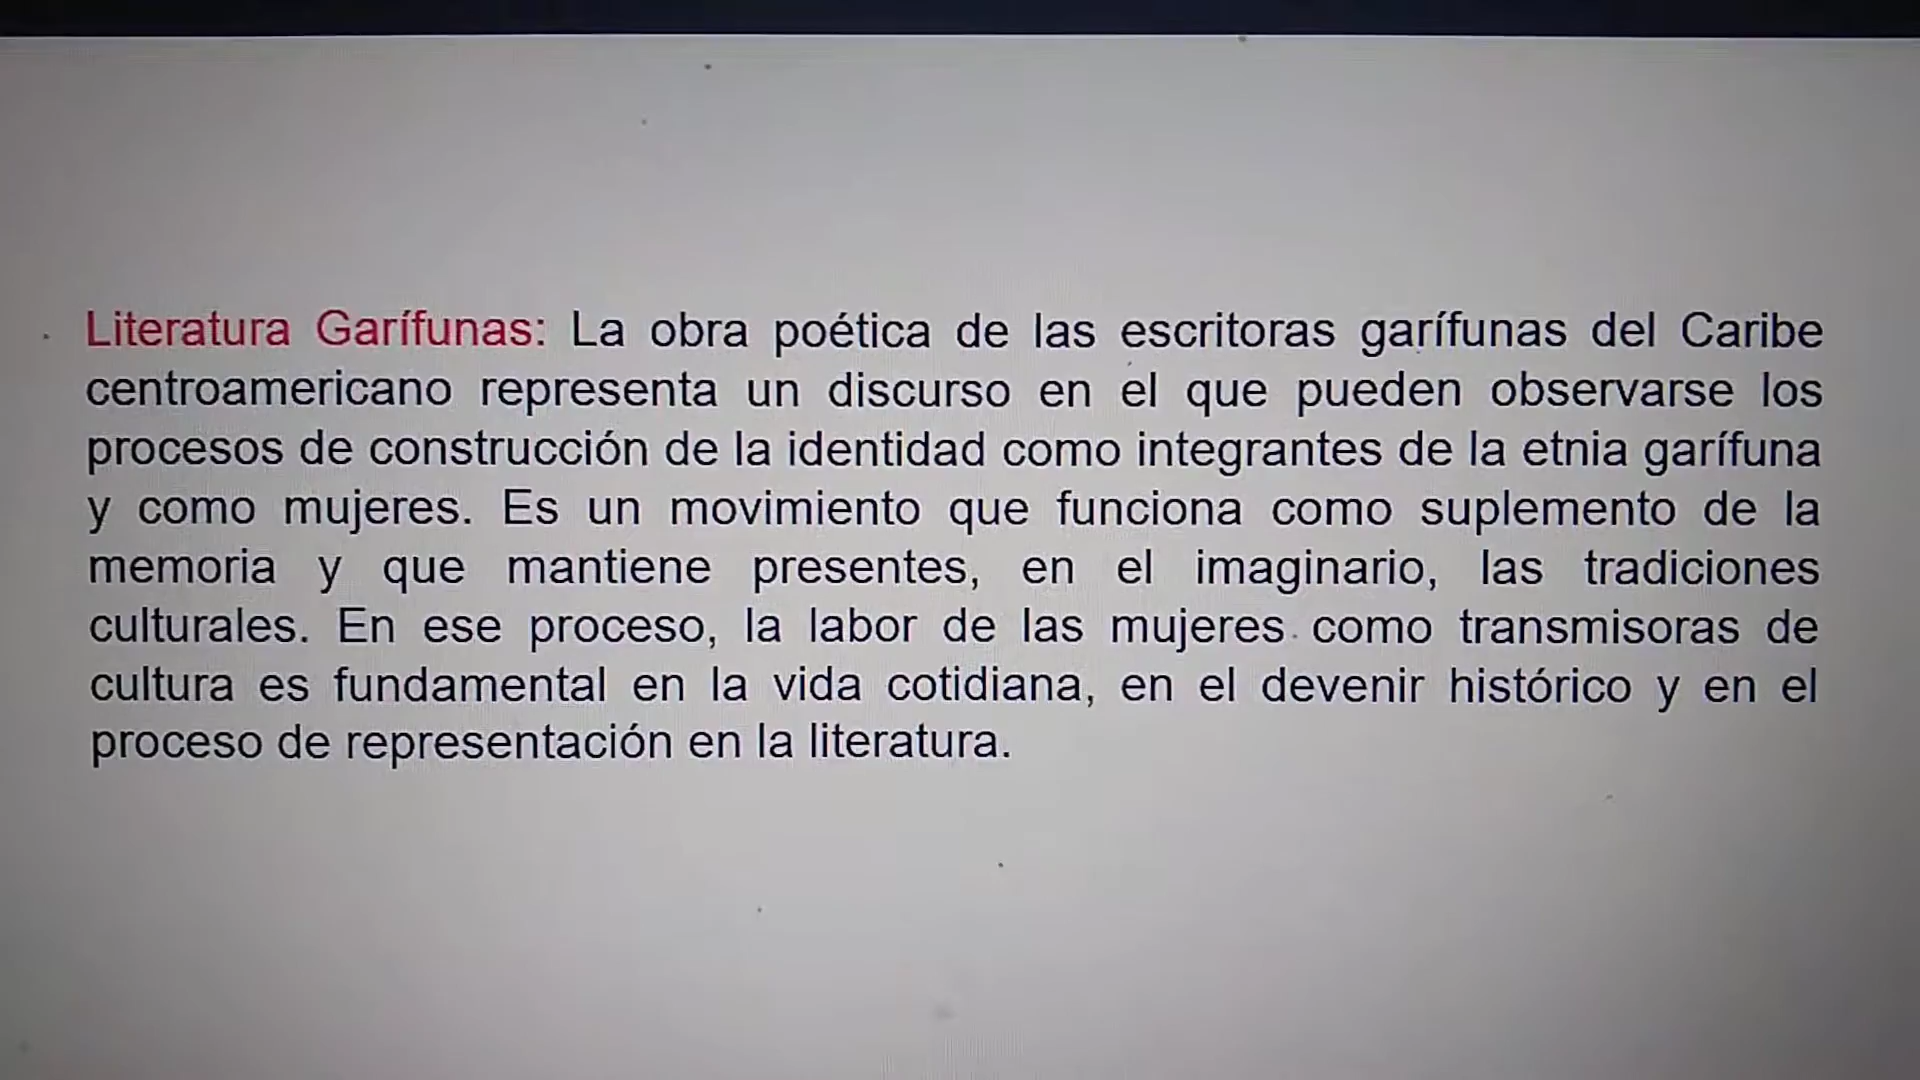 Literatura Garífunas: La obra poética de las escritoras garífunas del Caribe
centroamericano representa un discurso en el que pueden observarse los
procesos de construcción de la identidad como integrantes de la etnia garífuna
y como mujeres. Es un movimiento que funciona como suplemento de la
memoria y que mantiene presentes, en el imaginario, las tradiciones
culturales. En ese proceso, la labor de las mujeres como transmisoras de
cultura es fundamental en la vida cotidiana, en el devenir histórico y en el
proceso de representación en la literatura.